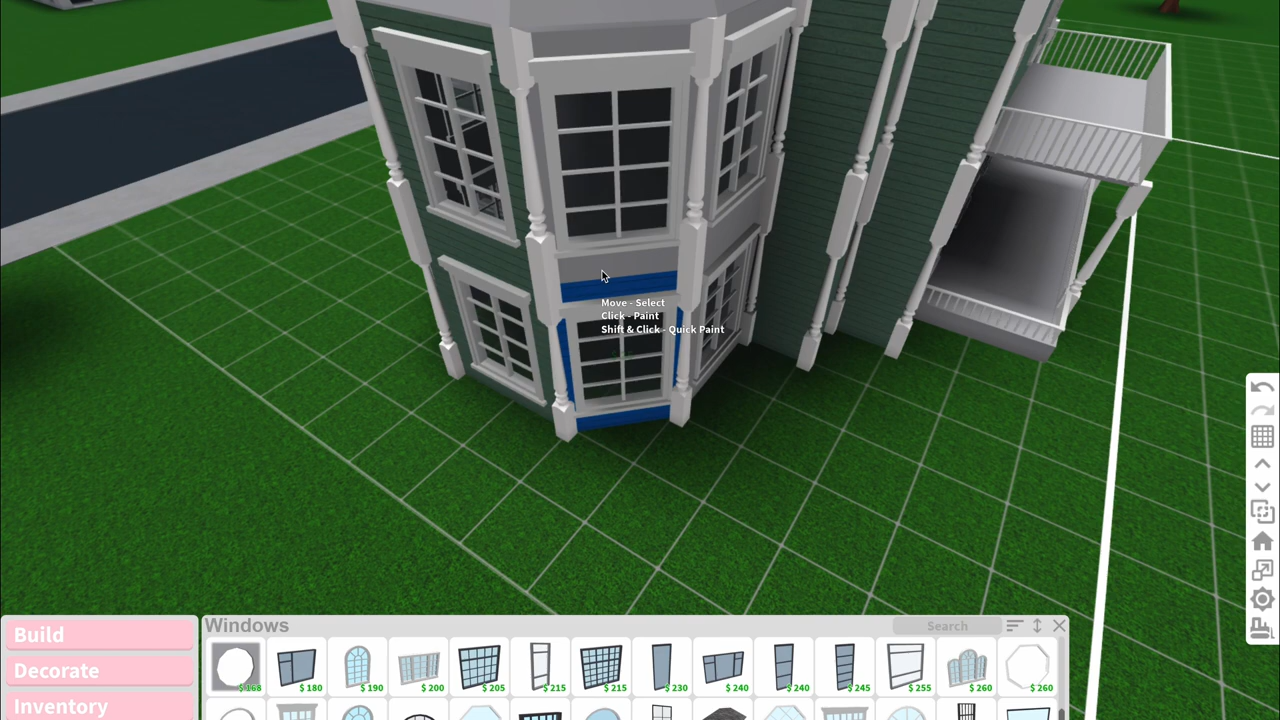 Move - Select
Click - Paint
Shift & Click - Quick Paint
Build
Decorate
Inventory
Windows
Search
$ 168
$ 180
$ 190
$ 200
$ 205
$ 215
$ 215
$ 230
$ 240
$ 240
$ 245
$ 255
$ 260
$ 260